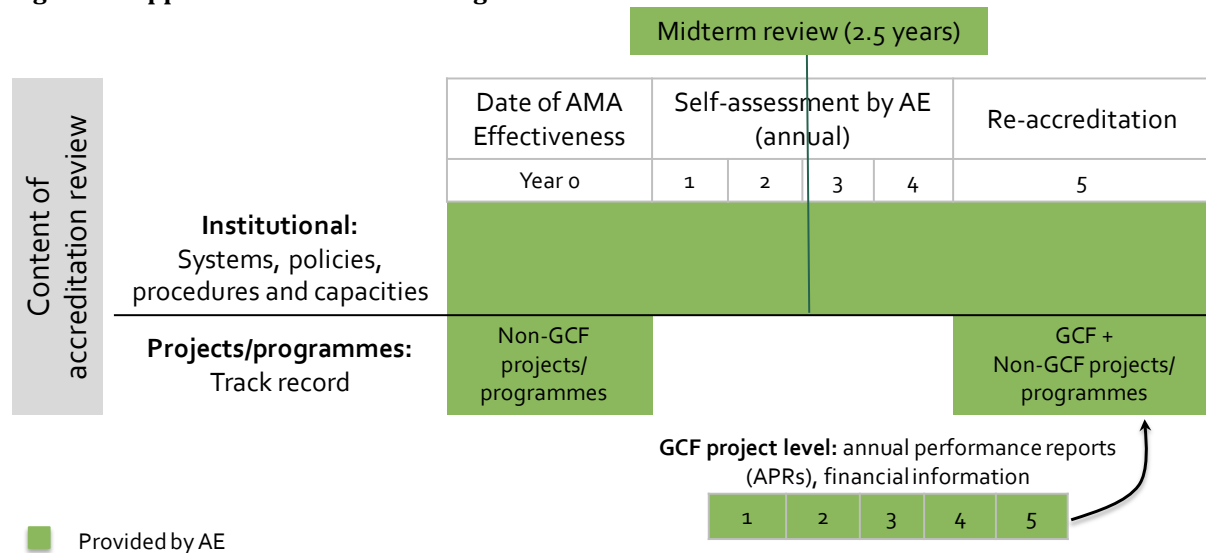 Midterm review (2.5 years)
Date of AMA
Effectiveness
Self-assessment by AE
(annual)
Re-accreditation
Year 0
1
2
3
4
5
Content of
accreditation review
Institutional:
Systems, policies,
procedures and capacities
Projects/programmes:
Track record
Non-GCF
projects/
programmes
GCF +
Non-GCF projects/
programmes
GCF project level: annual performance reports
(APRs), financial information
1
2
3
4
5
Provided by AE